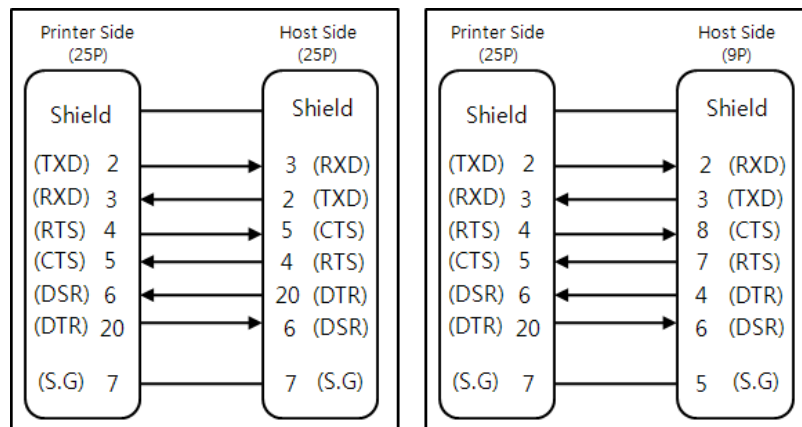 Printer Side Host Side
(25P) (25P)
Shield Shield
(TXD) 2 3 (RXD)
(RXD) 3 2 (TXD)
(RTS) 4 5 (CTS)
(CTS) 5 4 (RTS)
(DSR) 6 20 (DTR)
(DTR) 20 6 (DSR)
(S.G) 7 7 (S.G)
Printer Side Host Side
(25P) (9P)
Shield Shield
(TXD) 2 2 (RXD)
(RXD) 3 3 (TXD)
(RTS) 4 8 (CTS)
(CTS) 5 7 (RTS)
(DSR) 6 4 (DTR)
(DTR) 20 6 (DSR)
(S.G) 7 5 (S.G)